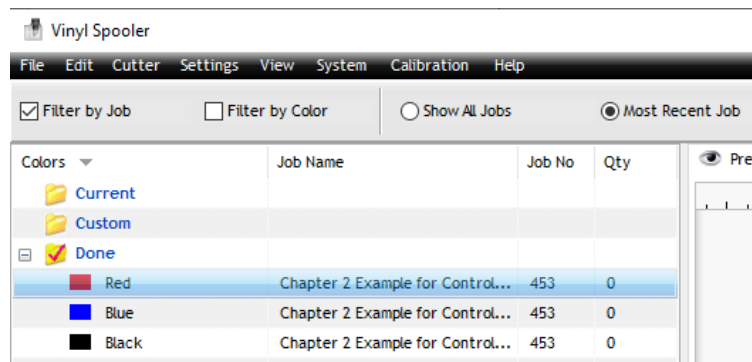 Vinyl Spooler
File Edit Cutter Settings View System Calibration Help
Filter by Job Filter by Color Show All Jobs Most Recent Job
Colors Job Name Job No Qty Pre
Current
Custom
Done
Red Chapter 2 Example for Control... 453 0
Blue Chapter 2 Example for Control... 453 0
Black Chapter 2 Example for Control... 453 0